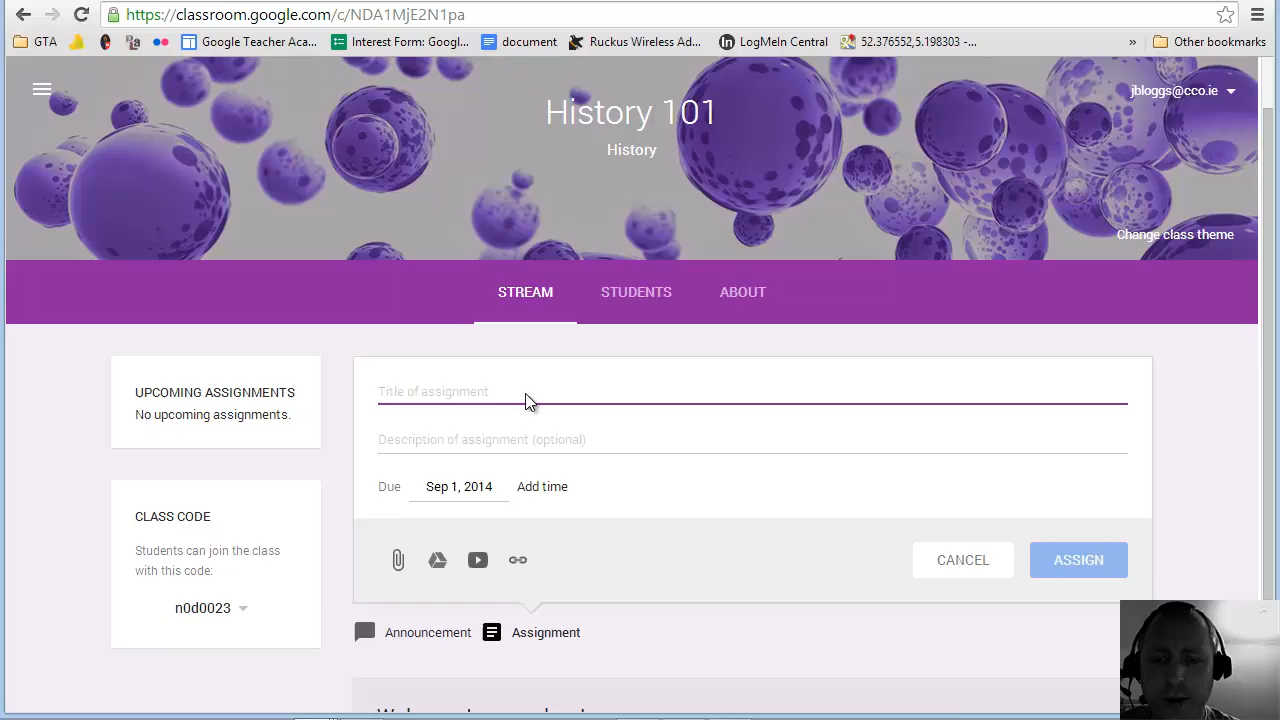 https://classroom.google.com/c/NDA1MjE2N1pa
GTA
Google Teacher Aca...
Interest Form: Googl...
document
Ruckus Wireless Ad...
LogMeIn Central
52.376552,5.198303 -...
»
Other bookmarks
jbloggs@cco.ie
History 101
History
Change class theme
STREAM
STUDENTS
ABOUT
UPCOMING ASSIGNMENTS
No upcoming assignments.
CLASS CODE
Students can join the class
with this code:
n0d0023
Title of assignment
Description of assignment (optional)
Due Sep 1, 2014 Add time
CANCEL
ASSIGN
Announcement
Assignment